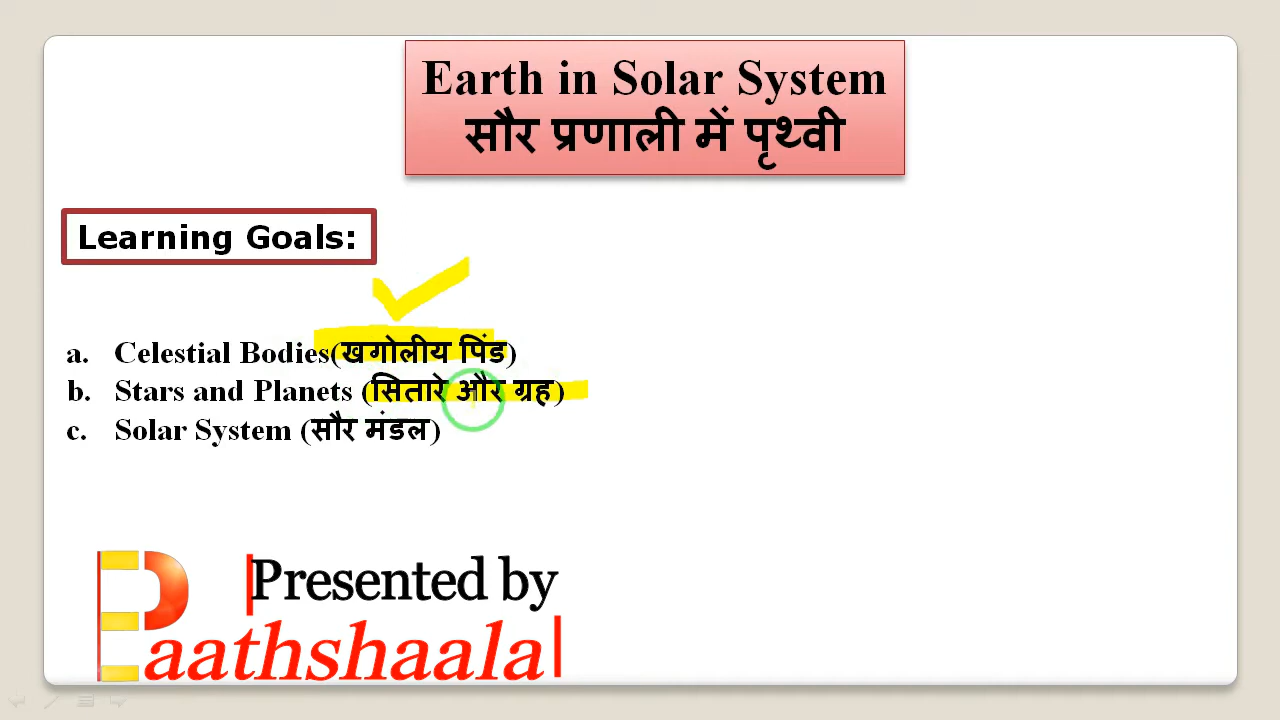 Earth in Solar System
सौर प्रणाली में पृथ्वी
Learning Goals:
a. Celestial Bodies(खगोलीय पिंड)
b. Stars and Planets (सितारे और ग्रह)
c. Solar System (सौर मंडल)
Presented by
Paathshaala